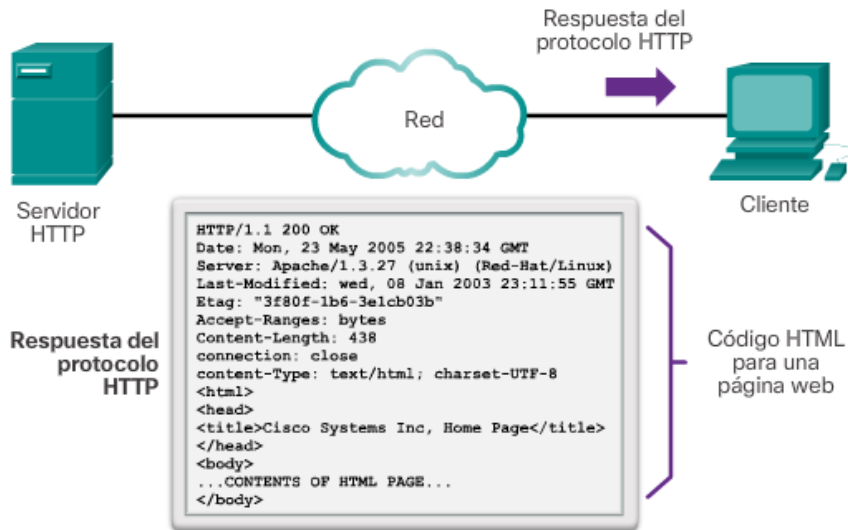 Respuesta del
protocolo HTTP
Red
Servidor
HTTP
Cliente
HTTP/1.1 200 OK
Date: Mon, 23 May 2005 22:38:34 GMT
Server: Apache/1.3.27 (unix) (Red-Hat/Linux)
Last-Modified: wed, 08 Jan 2003 23:11:55 GMT
Etag: "3f80f-1b6-3e1cb03b"
Accept-Ranges: bytes
Content-Length: 438
connection: close
content-Type: text/html; charset-UTF-8
<html>
<head>
<title>Cisco Systems Inc, Home Page</title>
</head>
<body>
...CONTENTS OF HTML PAGE...
</body>
Respuesta del
protocolo
HTTP
Código HTML
para una
página web